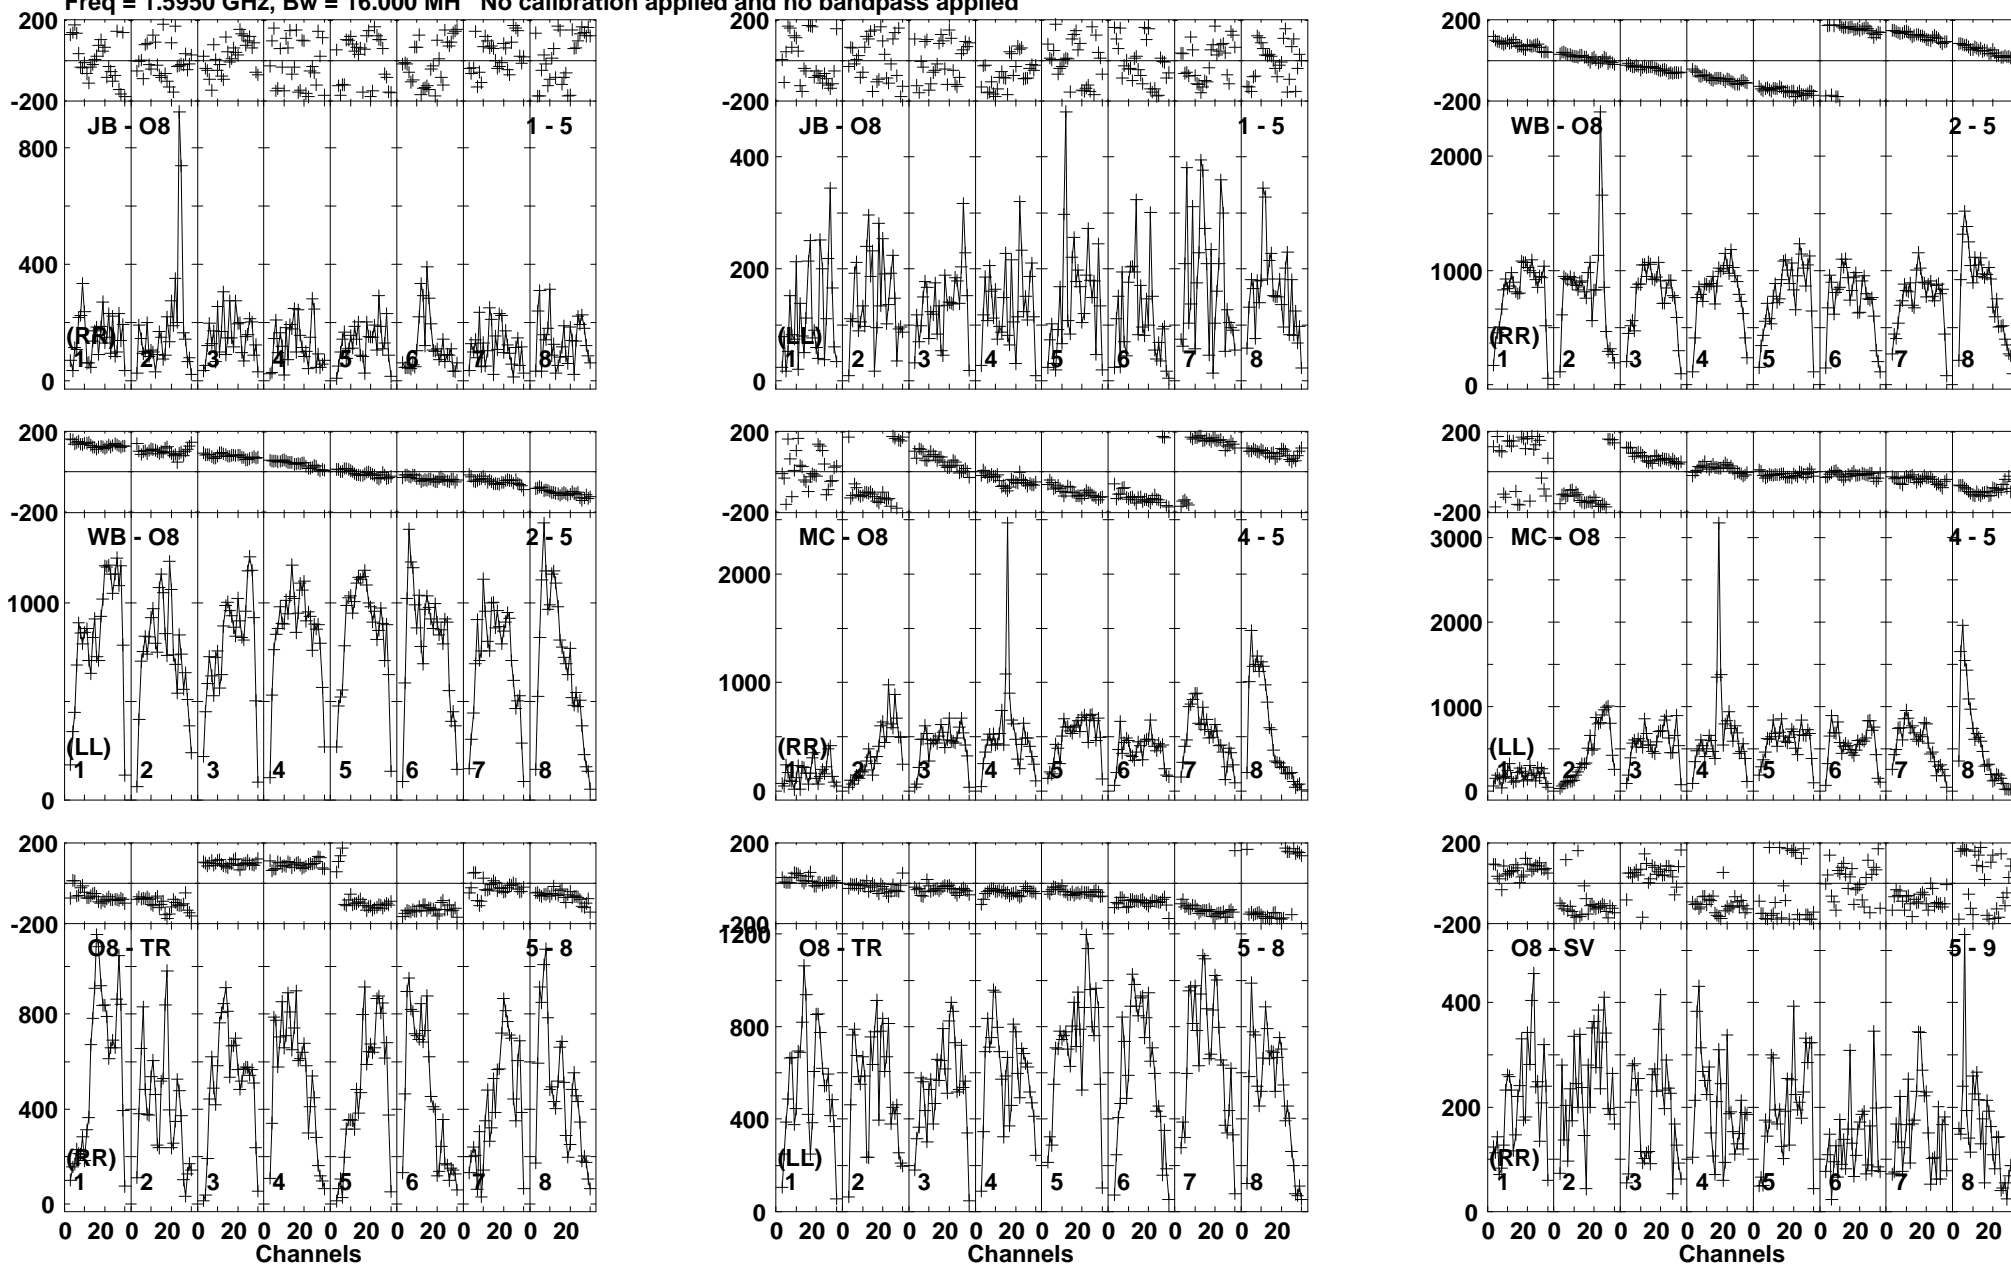 Freq = 1.5950 GHz, Bw = 16.000 MH No calibration applied and no bandpass applied
200
-200
JB - O8 1 - 5
800
400
0
(RR)
1 2 3 4 5 6 7 8
200
-200
JB - O8 1 - 5
400
200
0
(LL)
1 2 3 4 5 6 7 8
200
-200
WB - O8 2 - 5
2000
1000
0
(RR)
1 2 3 4 5 6 7 8
200
-200
WB - O8 2 - 5
1000
0
(LL)
1 2 3 4 5 6 7 8
200
-200
MC - O8 4 - 5
2000
1000
0
(RR)
1 2 3 4 5 6 7 8
200
-200
MC - O8 4 - 5
3000
2000
1000
0
(LL)
1 2 3 4 5 6 7 8
200
-200
O8 - TR 5 - 8
800
400
0
(RR)
1 2 3 4 5 6 7 8
0 20 0 20 0 20 0 20 0 20 0 20 0 20 0 20
Channels
200
-200
1200
O8 - TR 5 - 8
800
400
0
(LL)
1 2 3 4 5 6 7 8
0 20 0 20 0 20 0 20 0 20 0 20 0 20 0 20
Channels
200
-200
O8 - SV 5 - 9
400
200
0
(RR)
1 2 3 4 5 6 7 8
0 20 0 20 0 20 0 20 0 20 0 20 0 20 0 20
Channels